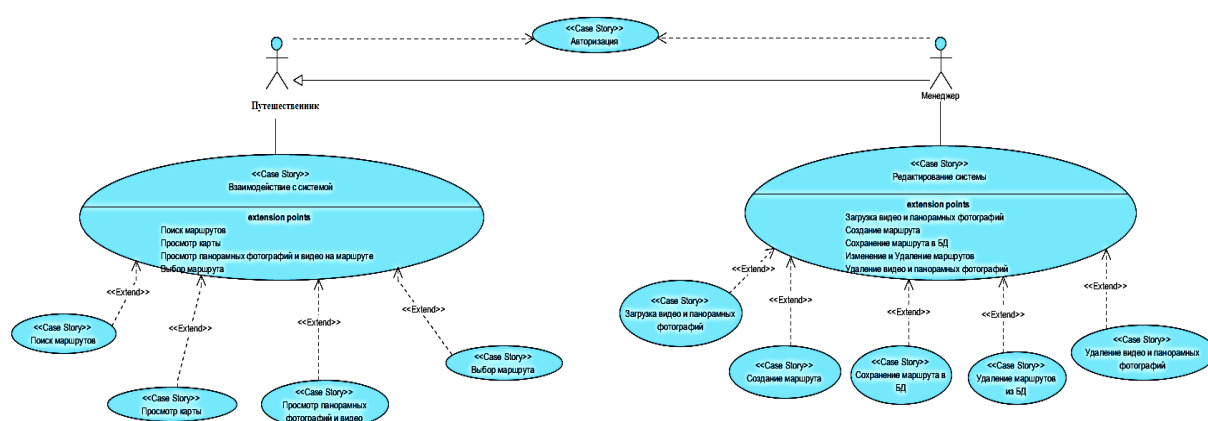 <<Case Story>>
Авторизация
Путешественник
Менеджер
<<Case Story>>
Взаимодействие с системой
extension points
Поиск маршрутов
Просмотр карты
Просмотр панорамных фотографий и видео на маршруте
Выбор маршрута
<<Case Story>>
Редактирование системы
extension points
Загрузка видео и панорамных фотографий
Создание маршрута
Сохранение маршрута в БД
Изменение и Удаление маршрутов
Удаление видео и панорамных фотографий
<<Extend>>
<<Extend>>
<<Extend>>
<<Extend>>
<<Extend>>
<<Extend>>
<<Extend>>
<<Extend>>
<<Extend>>
<<Case Story>>
Поиск маршрутов
<<Case Story>>
Просмотр карты
<<Case Story>>
Просмотр панорамных
фотографий и видео
<<Case Story>>
Выбор маршрута
<<Case Story>>
Загрузка видео и панорамных
фотографий
<<Case Story>>
Создание маршрута
<<Case Story>>
Сохранение маршрута в
БД
<<Case Story>>
Удаление маршрутов
из БД
<<Case Story>>
Удаление видео и панорамных
фотографий